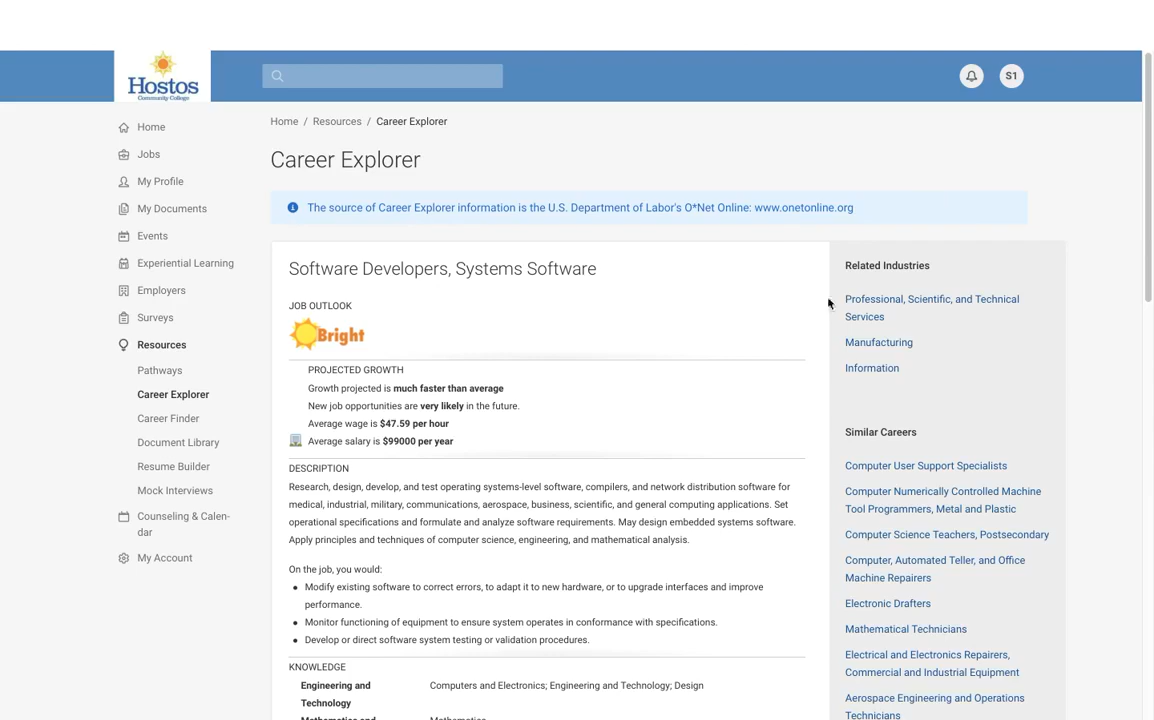 Hostos
Community College
S1
Home
Jobs
My Profile
My Documents
Events
Experiential Learning
Employers
Surveys
Resources
Pathways
Career Explorer
Career Finder
Document Library
Resume Builder
Mock Interviews
Counseling & Calen-
dar
My Account
Home / Resources / Career Explorer
Career Explorer
The source of Career Explorer information is the U.S. Department of Labor's O*Net Online: www.onetonline.org
Software Developers, Systems Software
JOB OUTLOOK
Bright
PROJECTED GROWTH
Growth projected is much faster than average
New job opportunities are very likely in the future.
Average wage is $47.59 per hour
Average salary is $99000 per year
DESCRIPTION
Research, design, develop, and test operating systems-level software, compilers, and network distribution software for
medical, industrial, military, communications, aerospace, business, scientific, and general computing applications. Set
operational specifications and formulate and analyze software requirements. May design embedded systems software.
Apply principles and techniques of computer science, engineering, and mathematical analysis.
On the job, you would:
• Modify existing software to correct errors, to adapt it to new hardware, or to upgrade interfaces and improve
performance.
• Monitor functioning of equipment to ensure system operates in conformance with specifications.
• Develop or direct software system testing or validation procedures.
KNOWLEDGE
Engineering and Computers and Electronics; Engineering and Technology; Design
Technology
Mathematics and Mathematics
Related Industries
Professional, Scientific, and Technical
Services
Manufacturing
Information
Similar Careers
Computer User Support Specialists
Computer Numerically Controlled Machine
Tool Programmers, Metal and Plastic
Computer Science Teachers, Postsecondary
Computer, Automated Teller, and Office
Machine Repairers
Electronic Drafters
Mathematical Technicians
Electrical and Electronics Repairers,
Commercial and Industrial Equipment
Aerospace Engineering and Operations
Technicians